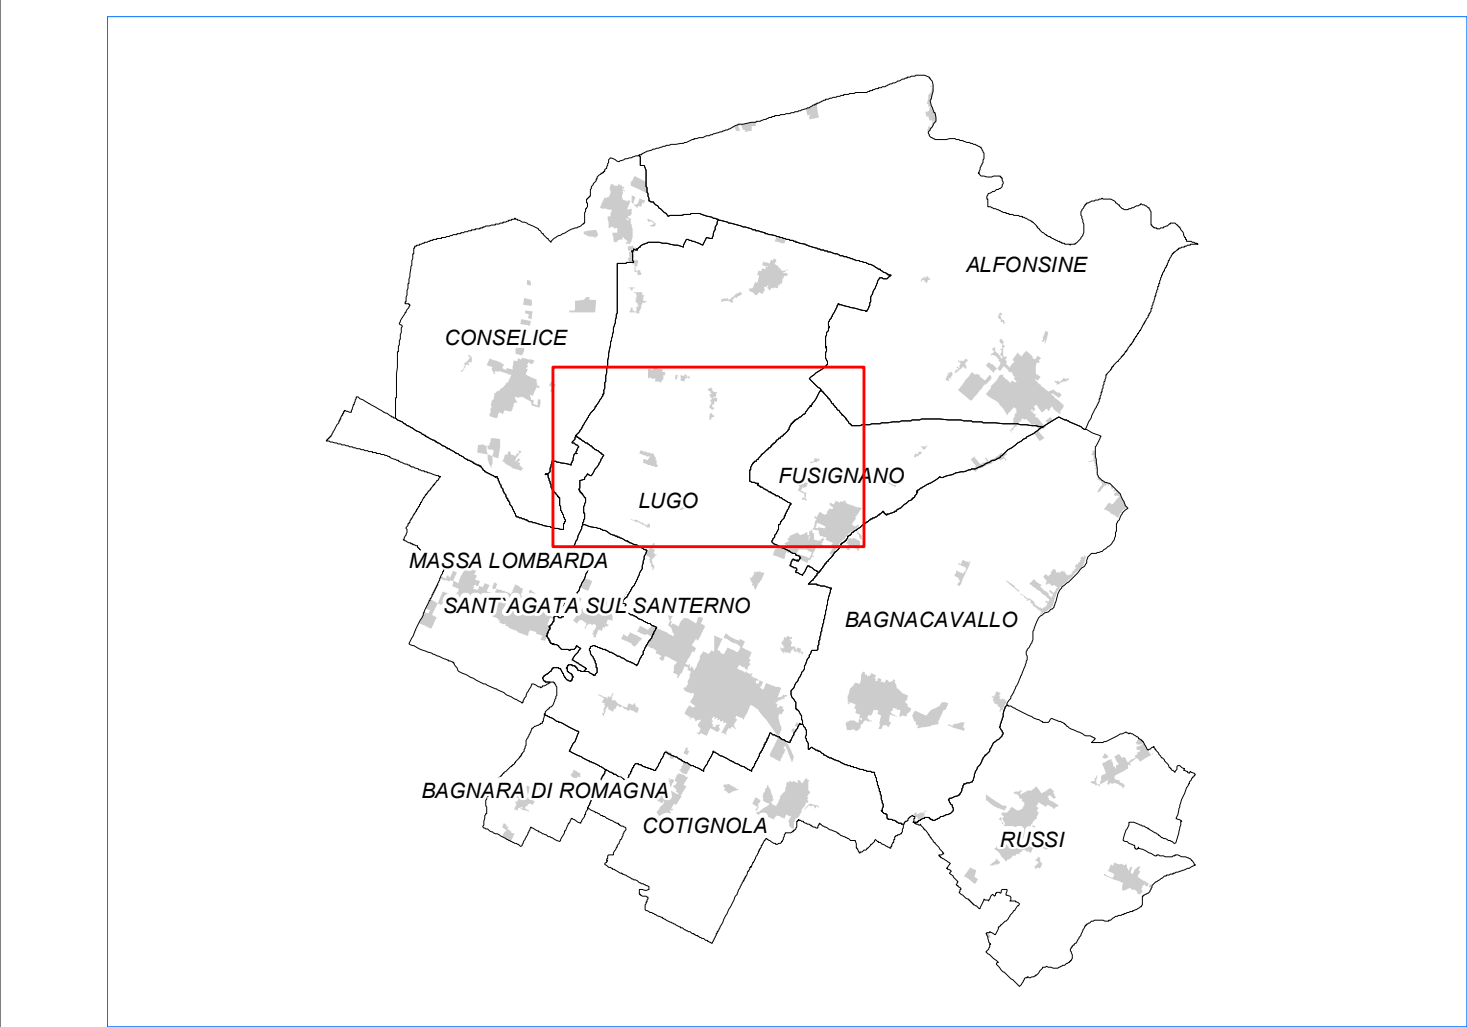 ALFONSINE
CONSELICE
FUSIGNANO
LUGO
MASSA LOMBARDA
SANT`AGATA SUL SANTERNO
BAGNACAVALLO
BAGNARA DI ROMAGNA
COTIGNOLA
RUSSI